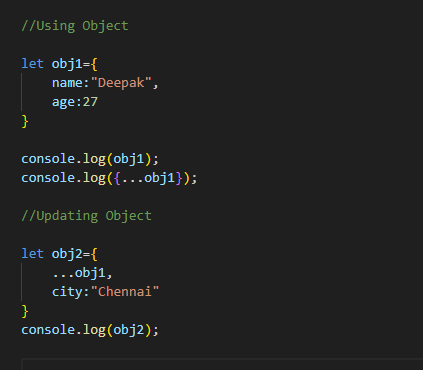 //Using Object
let obj1={
    name:"Deepak",
    age:27
}
console.log(obj1);
console.log({...obj1});
//Updating Object
let obj2={
    ...obj1,
    city:"Chennai"
}
console.log(obj2);